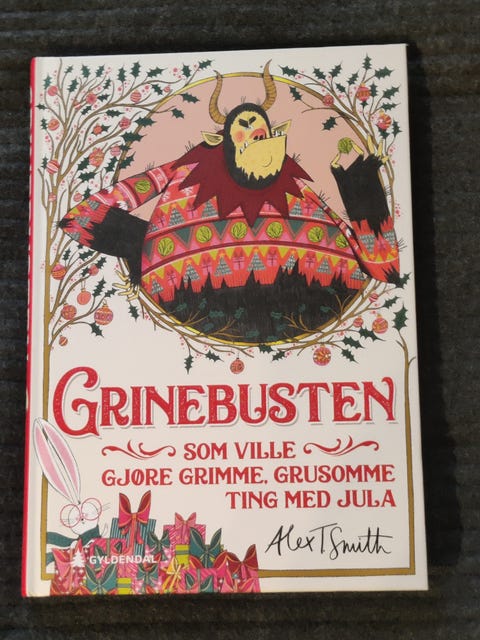 GRINEBUSTEN
SOM VILLE
GJØRE GRIMME, GRUSOMME
TING MED JULA
Alex T Smith
GYLDENDAL